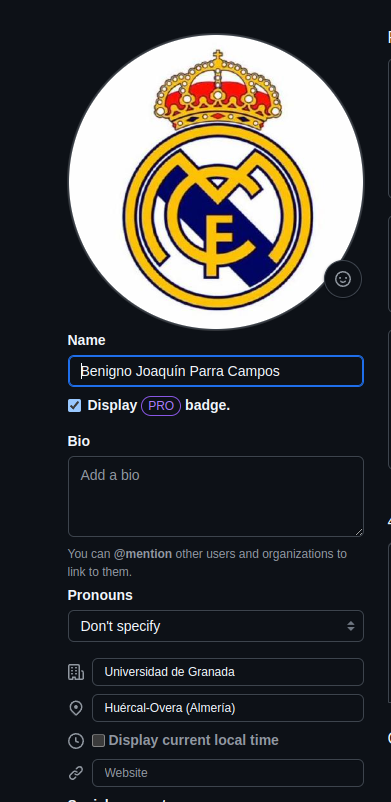 Name
Benigno Joaquín Parra Campos
Display PRO badge.
Bio
Add a bio
You can @mention other users and organizations to
link to them.
Pronouns
Don't specify
Universidad de Granada
Huércal-Overa (Almería)
Display current local time
Website